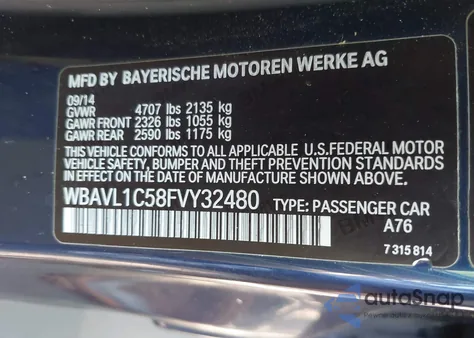 MFD BY BAYERISCHE MOTOREN WERKE AG
09/14
GVWR 4707 lbs 2135 kg
GAWR FRONT 2326 lbs 1055 kg
GAWR REAR 2590 lbs 1175 kg
THIS VEHICLE CONFORMS TO ALL APPLICABLE U.S.FEDERAL MOTOR
VEHICLE SAFETY, BUMPER AND THEFT PREVENTION STANDARDS
IN EFFECT ON THE DATE OF MANUFACTURE SHOWN ABOVE.
WBAVL1C58FVY32480 TYPE: PASSENGER CAR
A76
7 315 814
autoSnap